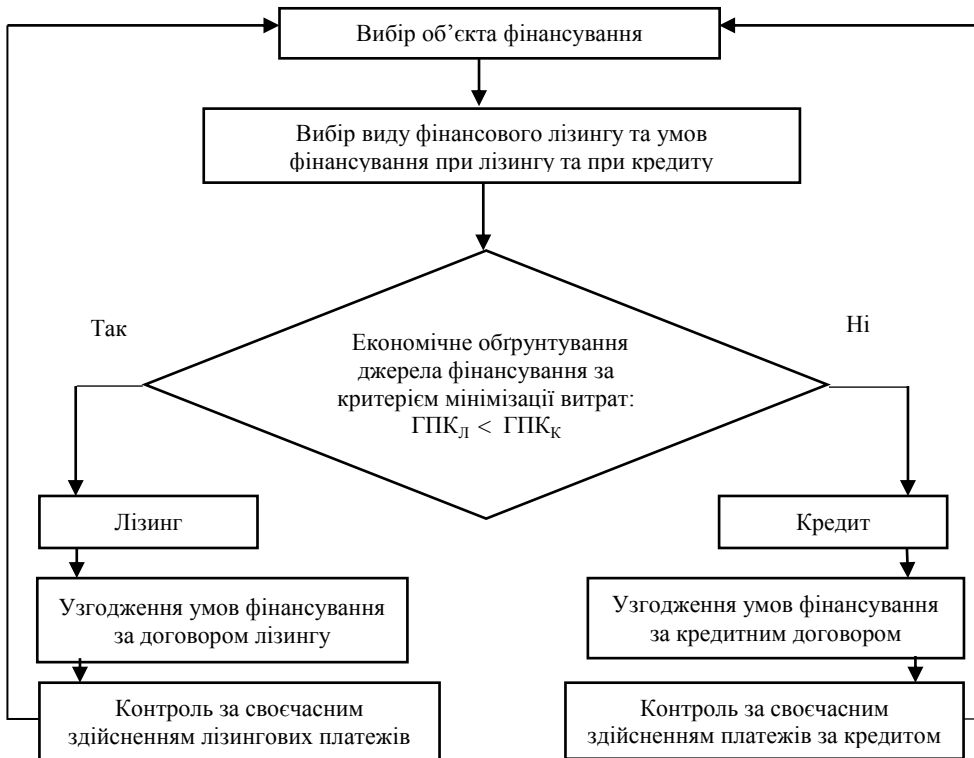 Вибір об’єкта фінансування
Вибір виду фінансового лізингу та умов
фінансування при лізингу та при кредиту
Так
Ні
Економічне обґрунтування
джерела фінансування за
критерієм мінімізації витрат:
ГПКЛ < ГПКК
Лізинг
Кредит
Узгодження умов фінансування
за договором лізингу
Узгодження умов фінансування
за кредитним договором
Контроль за своєчасним
здійсненням лізингових платежів
Контроль за своєчасним
здійсненням платежів за кредитом